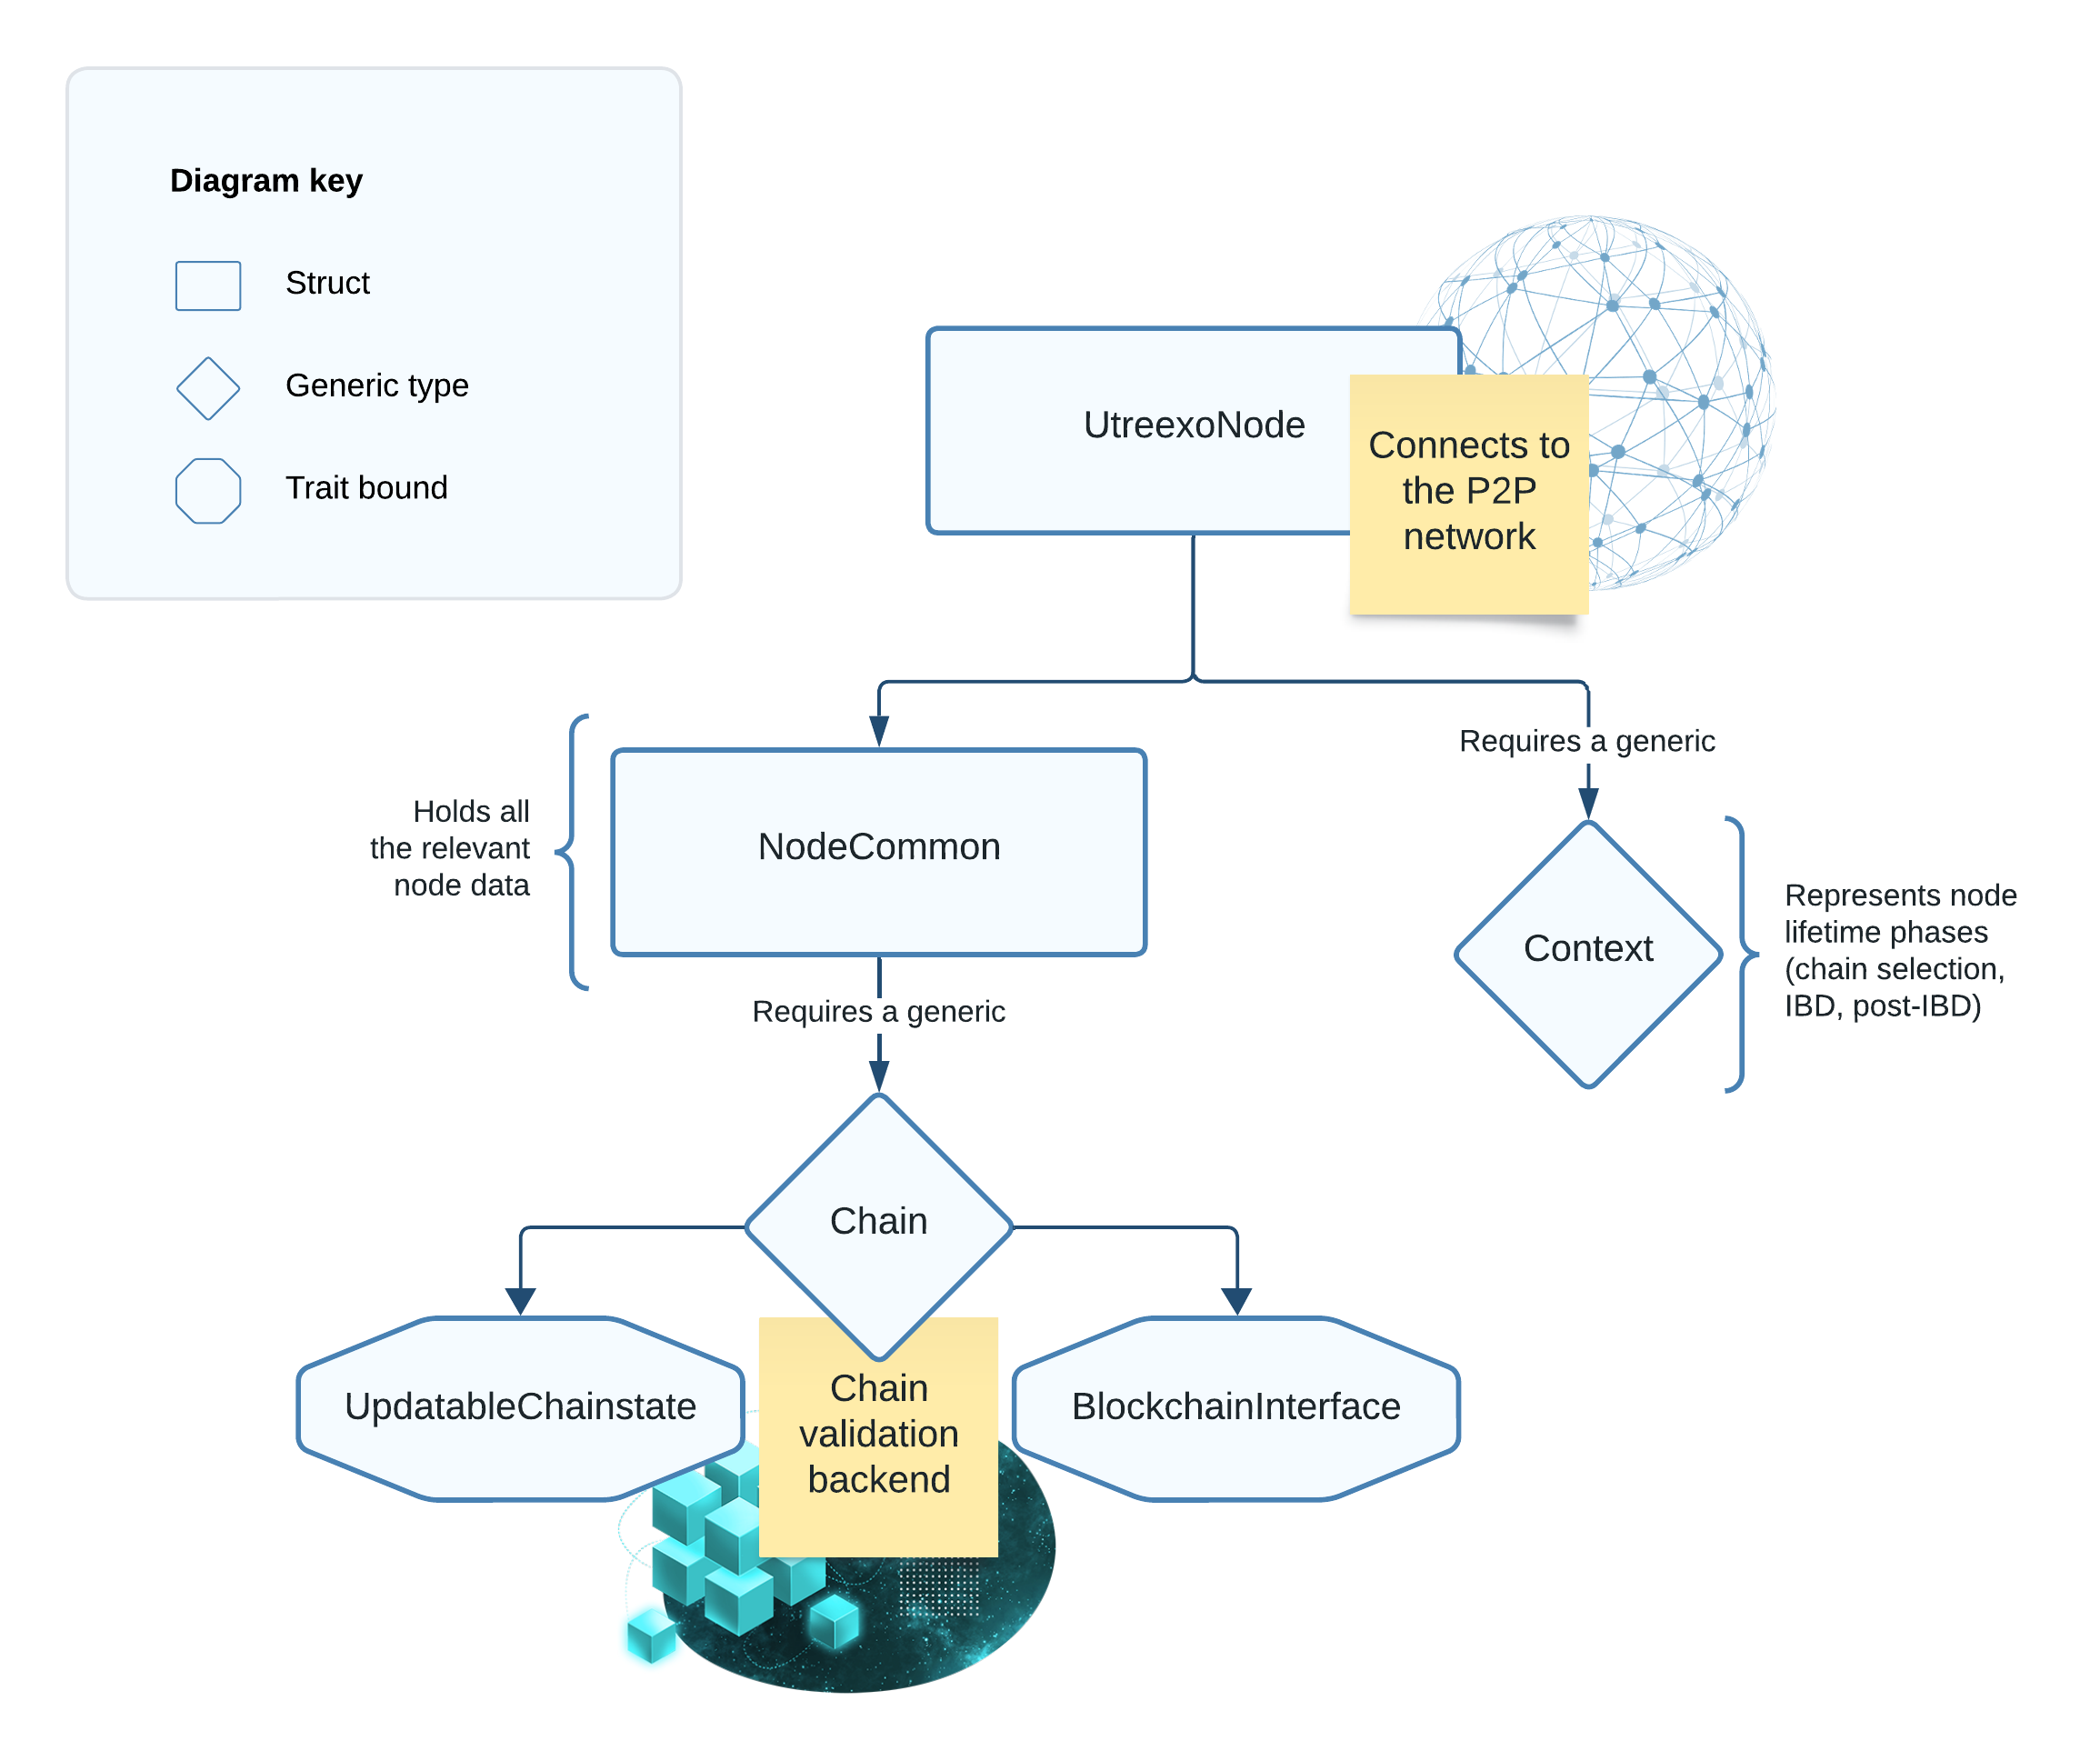 Diagram key
Struct
Generic type
Trait bound
UtreexoNode
Connects to
the P2P
network
Requires a generic
Holds all
the relevant
node data
NodeCommon
Context
Represents node
lifetime phases
(chain selection,
IBD, post-IBD)
Requires a generic
Chain
UpdatableChainstate
Chain
validation
backend
BlockchainInterface